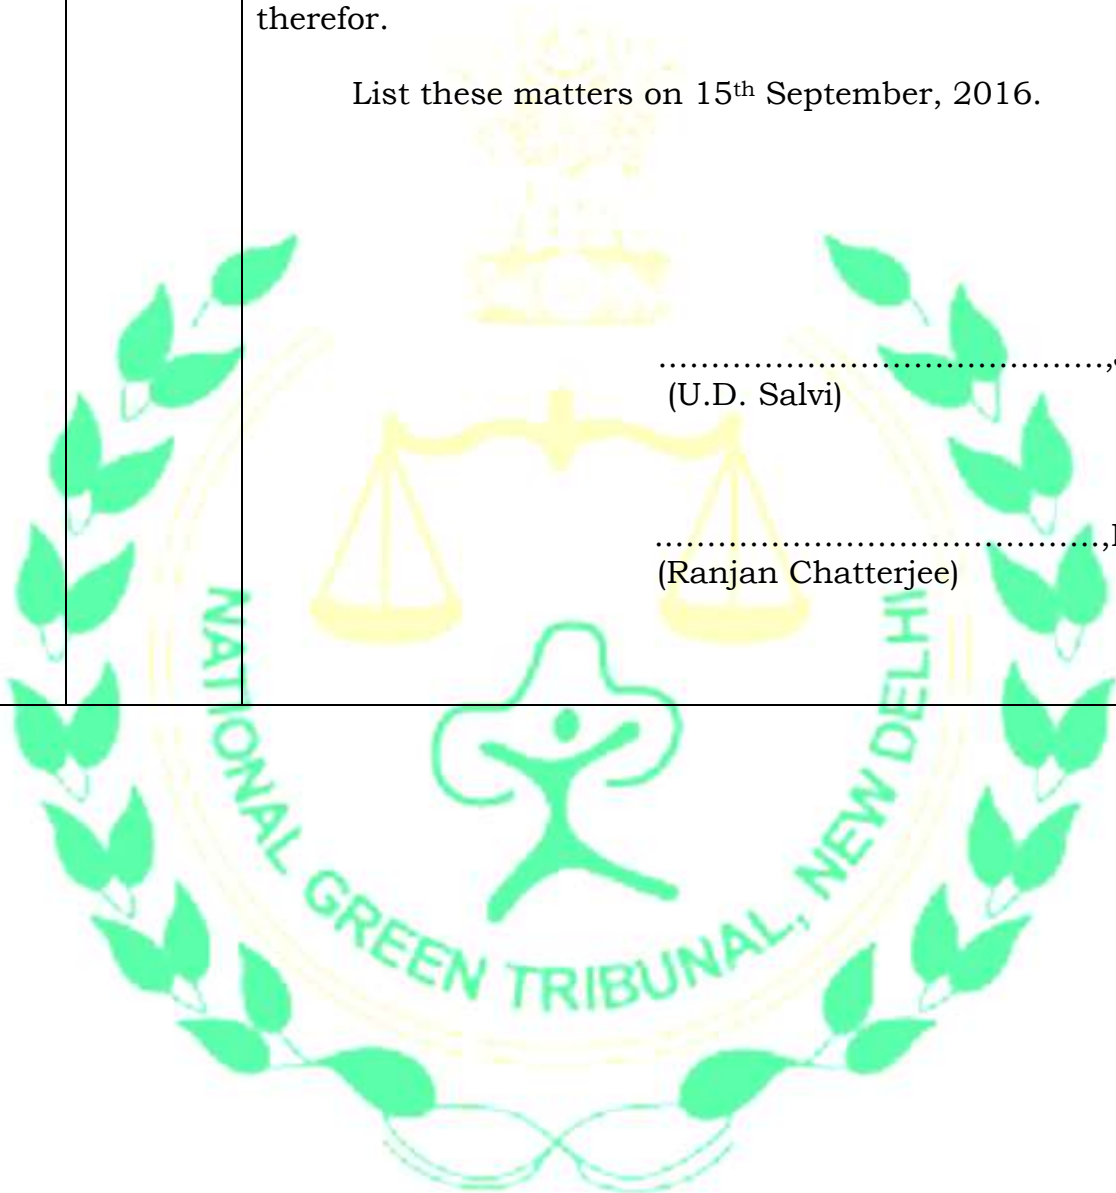 therefor.
List these matters on 15th September, 2016.
……………………………………,
(U.D. Salvi)
……………………………………,
(Ranjan Chatterjee)
NATIONAL GREEN TRIBUNAL, NEW DELHI